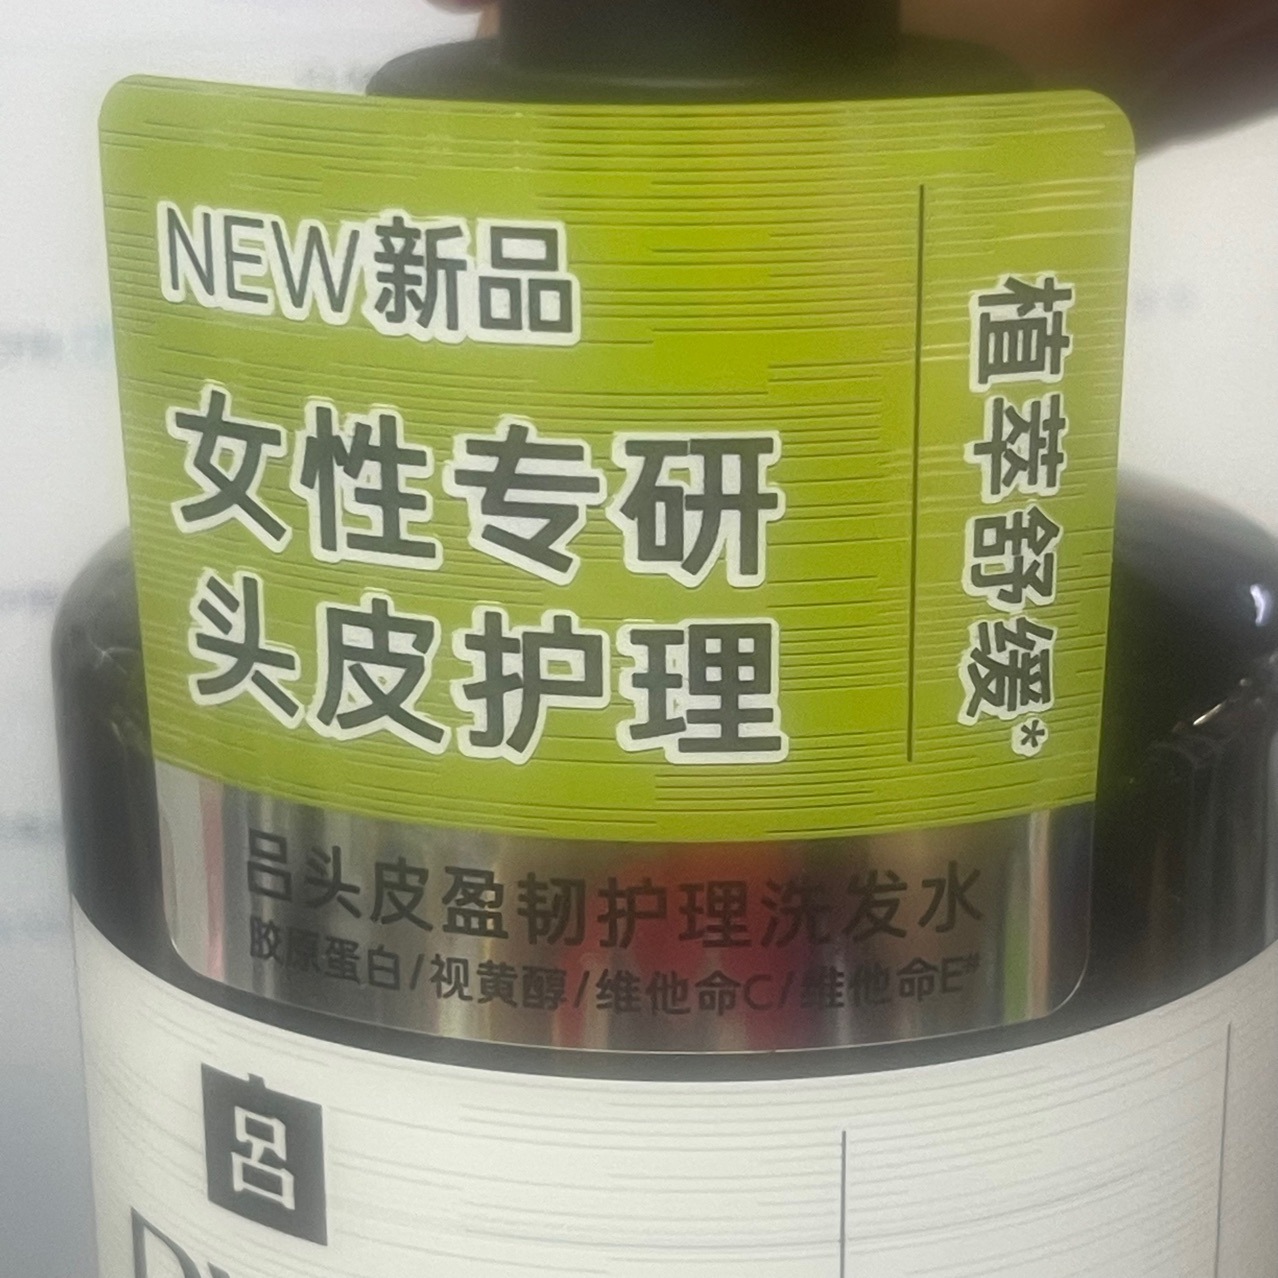 NEW新品
女性专研
头皮护理
植萃舒缓*
吕头皮盈韧护理洗发水
胶原蛋白/视黄醇/维他命C/维他命E#
呂